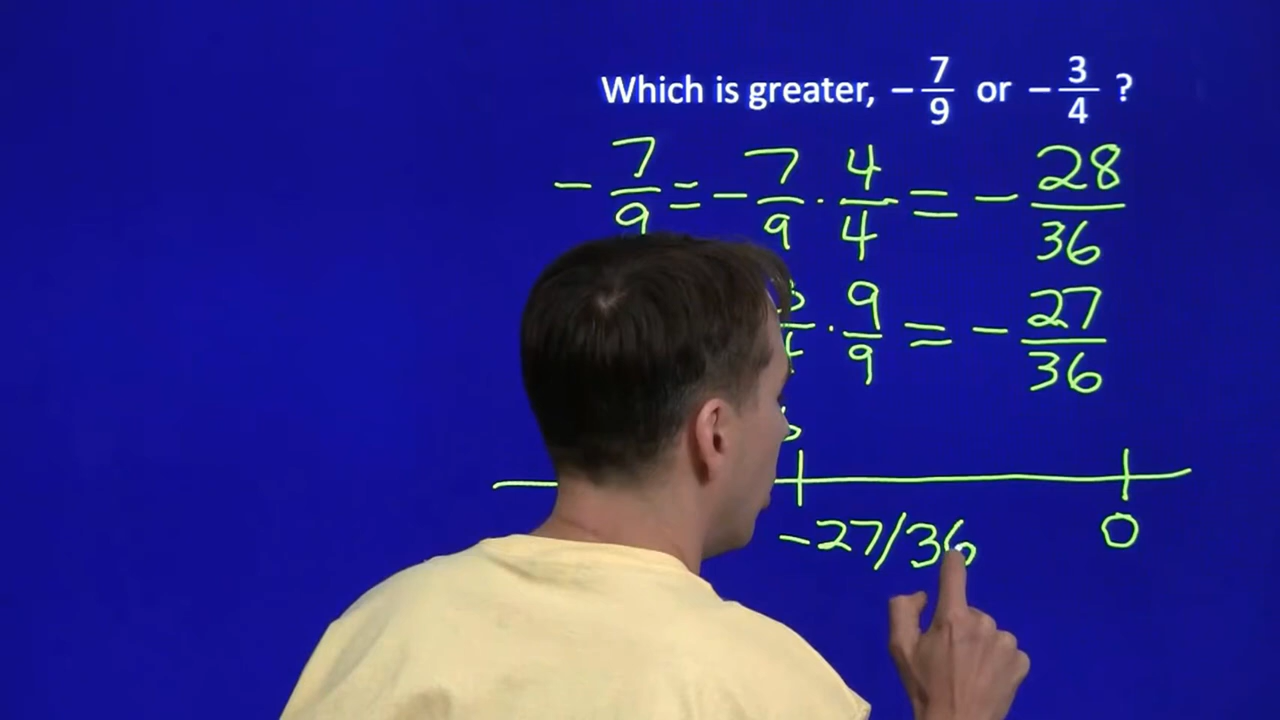 Which is greater, -7/9 or -3/4 ?
-7/9 = -7/9 · 4/4 = -28/36
· 9/9 = -27/36
-27/36 0